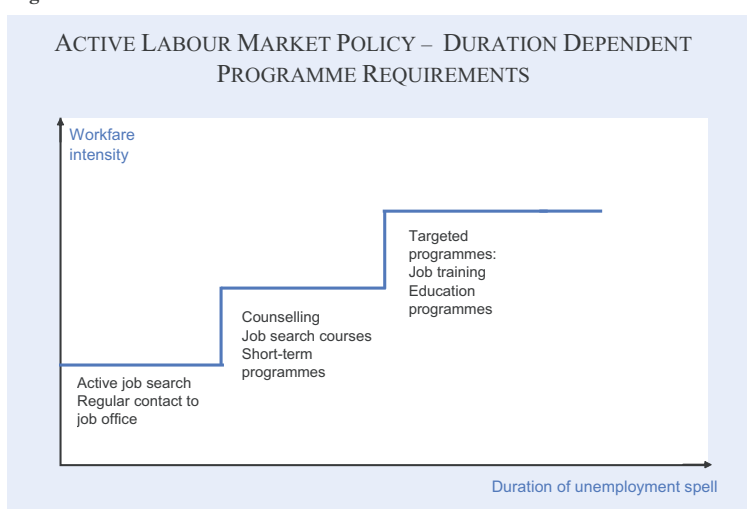 ACTIVE LABOUR MARKET POLICY – DURATION DEPENDENT
PROGRAMME REQUIREMENTS
Workfare
intensity
Targeted
programmes:
Job training
Education
programmes
Counselling
Job search courses
Short-term
programmes
Active job search
Regular contact to
job office
Duration of unemployment spell